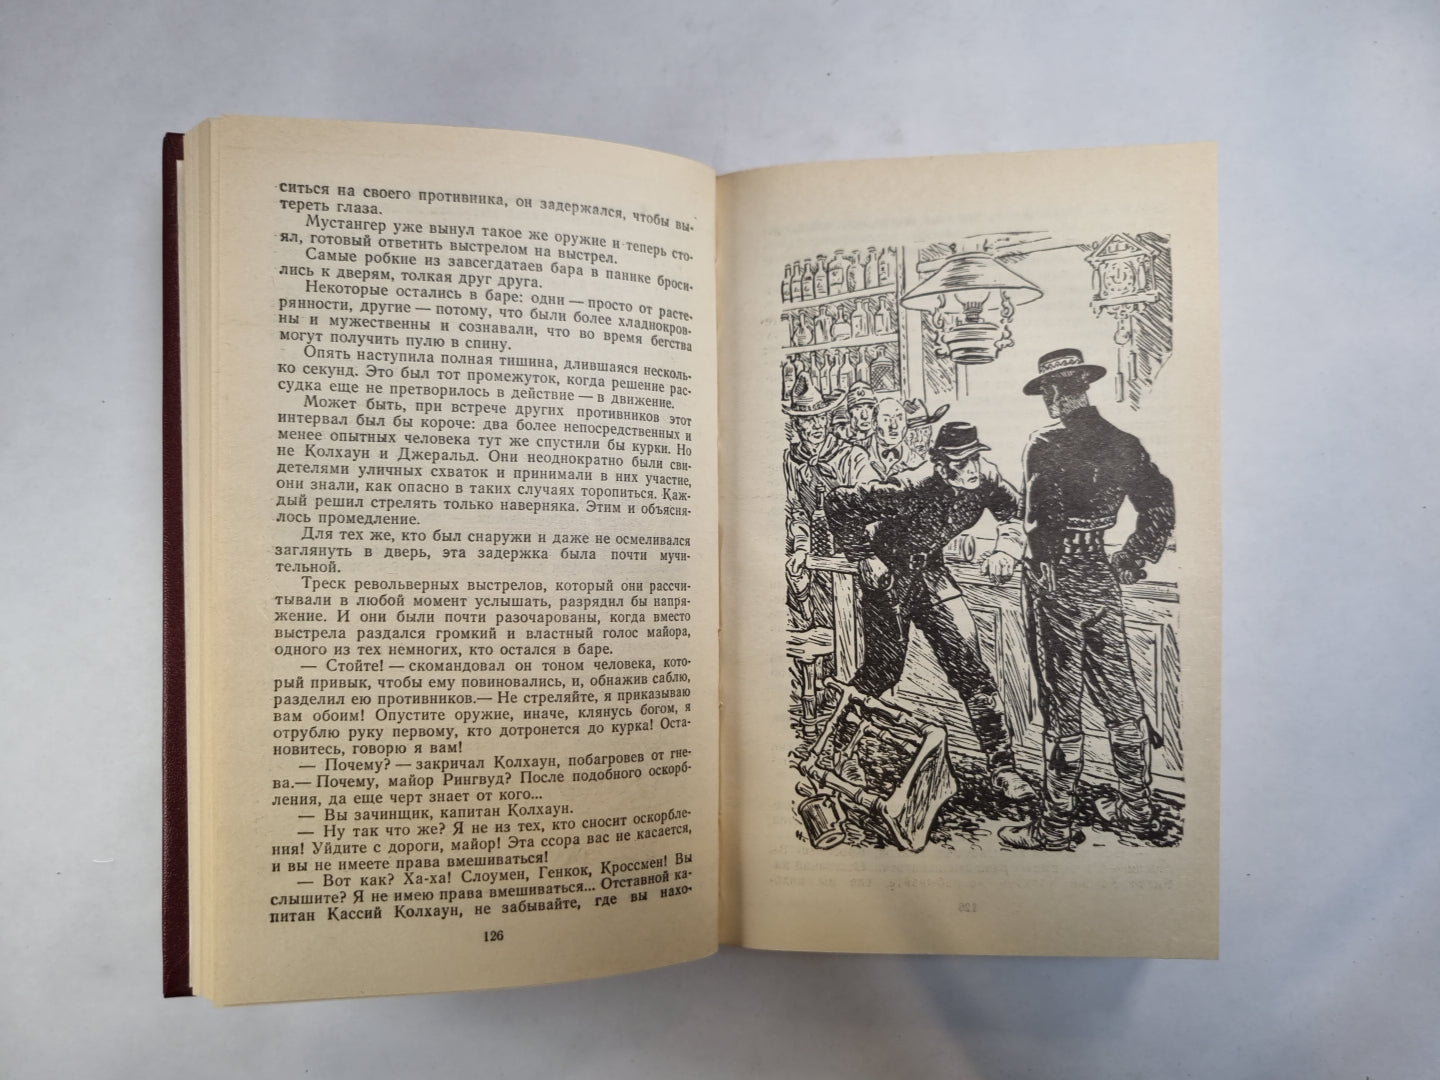 ситься на своего противника, он задержался, чтобы вы-
тереть глаза.
Мустангер уже вынул такое же оружие и теперь сто-
ял, готовый ответить выстрелом на выстрел.
Самые робкие из завсегдатаев бара в панике броси-
лись к дверям, толкая друг друга.
Некоторые остались в баре: одни — просто от расте-
рянности, другие — потому, что были более хладнокров-
ны и мужественны и сознавали, что во время бегства
могут получить пулю в спину.
Опять наступила полная тишина, длившаяся несколь-
ко секунд. Это был тот промежуток, когда решение рас-
судка еще не претворилось в действие — в движение.
Может быть, при встрече других противников этот
интервал был бы короче: два более непосредственных и
менее опытных человека тут же спустили бы курки. Но
не Колхаун и Джеральд. Они неоднократно были сви-
детелями уличных схваток и принимали в них участие,
они знали, как опасно в таких случаях торопиться. Каж-
дый решил стрелять только наверняка. Этим и объясня-
лось промедление.
Для тех же, кто был снаружи и даже не осмеливался
заглянуть в дверь, эта задержка была почти мучи-
тельной.
Треск револьверных выстрелов, который они рассчи-
тывали в любой момент услышать, разрядил бы напря-
жение. И они были почти разочарованы, когда вместо
выстрела раздался громкий и властный голос майора,
одного из тех немногих, кто остался в баре.
— Стойте! — скомандовал он тоном человека, кото-
рый привык, чтобы ему повиновались, и, обнажив саблю,
разделил ею противников.— Не стреляйте, я приказываю
вам обоим! Опустите оружие, иначе, клянусь богом, я
отрублю руку первому, кто дотронется до курка! Оста-
новитесь, говорю я вам!
— Почему? — закричал Колхаун, побагровев от гне-
ва.— Почему, майор Рингвуд? После подобного оскорб-
ления, да еще черт знает от кого...
— Вы зачинщик, капитан Колхаун.
— Ну так что же? Я не из тех, кто сносит оскорбле-
ния! Уйдите с дороги, майор! Эта ссора вас не касается,
и вы не имеете права вмешиваться!
— Вот как? Ха-ха! Слоумен, Генкок, Кроссмен! Вы
слышите? Я не имею права вмешиваться... Отставной ка-
питан Кассий Колхаун, не забывайте, где вы нахо-
126